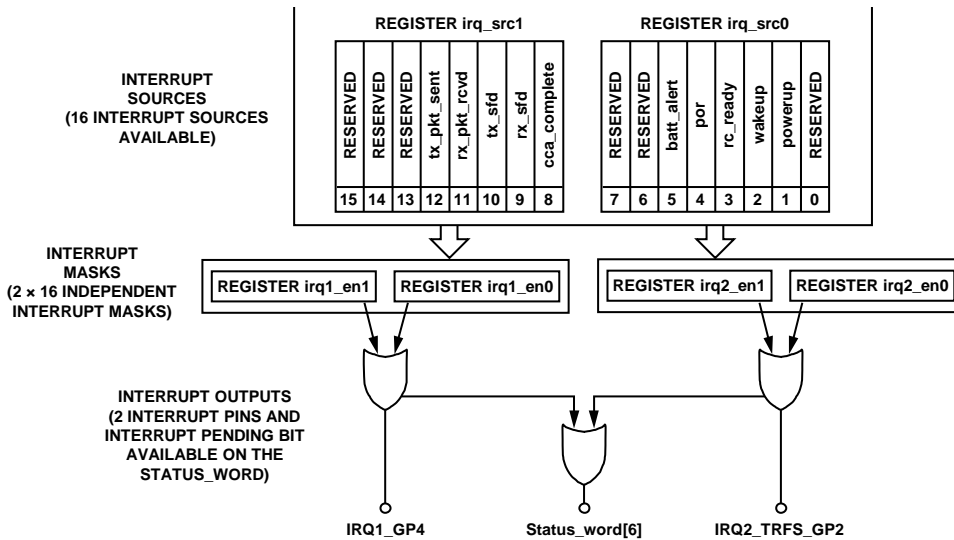 REGISTER irq_src1
REGISTER irq_src0
INTERRUPT
SOURCES
(16 INTERRUPT SOURCES
AVAILABLE)
RESERVED
RESERVED
RESERVED
tx_pkt_sent
rx_pkt_rcvd
tx_sfd
rx_sfd
cca_complete
RESERVED
RESERVED
batt_alert
por
rc_ready
wakeup
powerup
RESERVED
15 14 13 12 11 10 9 8
7 6 5 4 3 2 1 0
INTERRUPT
MASKS
(2 × 16 INDEPENDENT
INTERRUPT MASKS)
REGISTER irq1_en1
REGISTER irq1_en0
REGISTER irq2_en1
REGISTER irq2_en0
INTERRUPT OUTPUTS
(2 INTERRUPT PINS AND
INTERRUPT PENDING BIT
AVAILABLE ON THE
STATUS_WORD)
IRQ1_GP4
Status_word[6]
IRQ2_TRFS_GP2